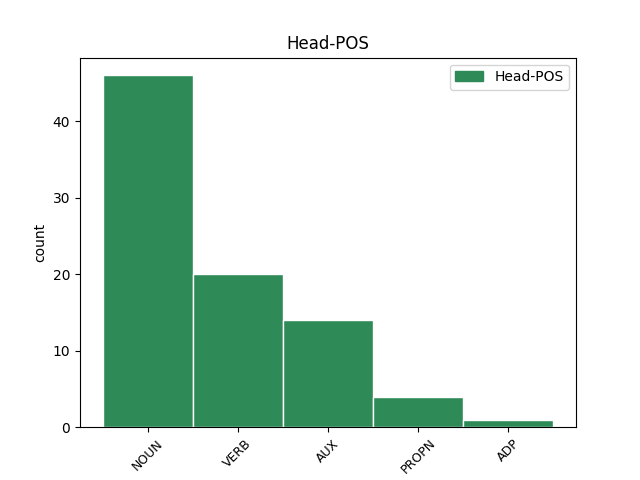 Head-POS
Head-POS
count
40
30
20
10
0
NOUN
VERB
AUX
PROPN
ADP